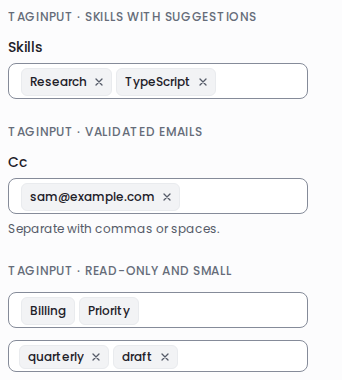 TAGINPUT · SKILLS WITH SUGGESTIONS
Skills
Research × TypeScript ×
TAGINPUT · VALIDATED EMAILS
Cc
sam@example.com ×
Separate with commas or spaces.
TAGINPUT · READ-ONLY AND SMALL
Billing Priority
quarterly × draft ×